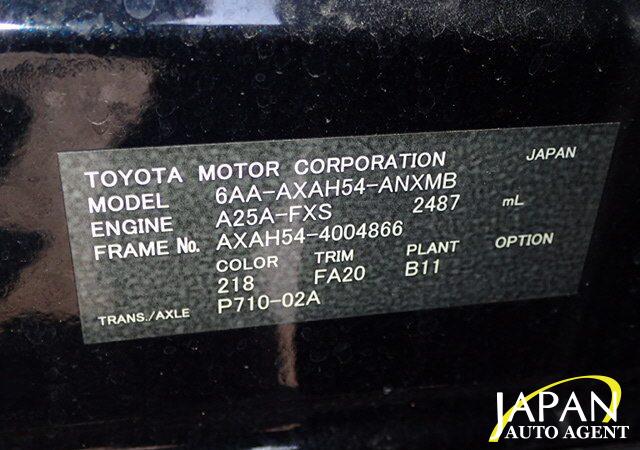 TOYOTA MOTOR CORPORATION JAPAN
MODEL 6AA-AXAH54-ANXMB
ENGINE A25A-FXS 2487 mL
FRAME No. AXAH54-4004866
COLOR TRIM PLANT OPTION
218 FA20 B11
TRANS./AXLE P710-02A
JAPAN
AUTO AGENT